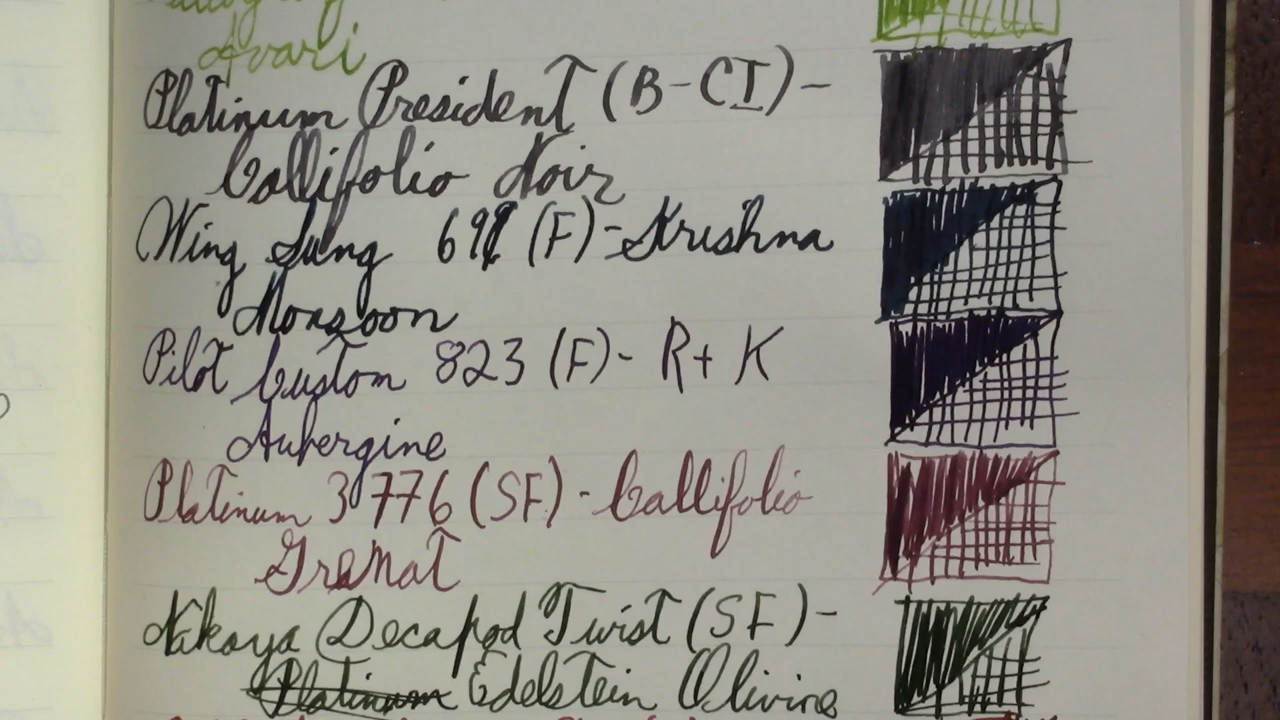 Avari
Platinum President (B-CI) -
Callifolio Noir
Wing Sung 691 (F) - Krishna
Monsoon
Pilot Custom 823 (F) - R + K
Aubergine
Platinum 3776 (SF) - Callifolio
Grenat
Nakaya Decapod Twist (SF) -
Platinum Edelstein Olivine